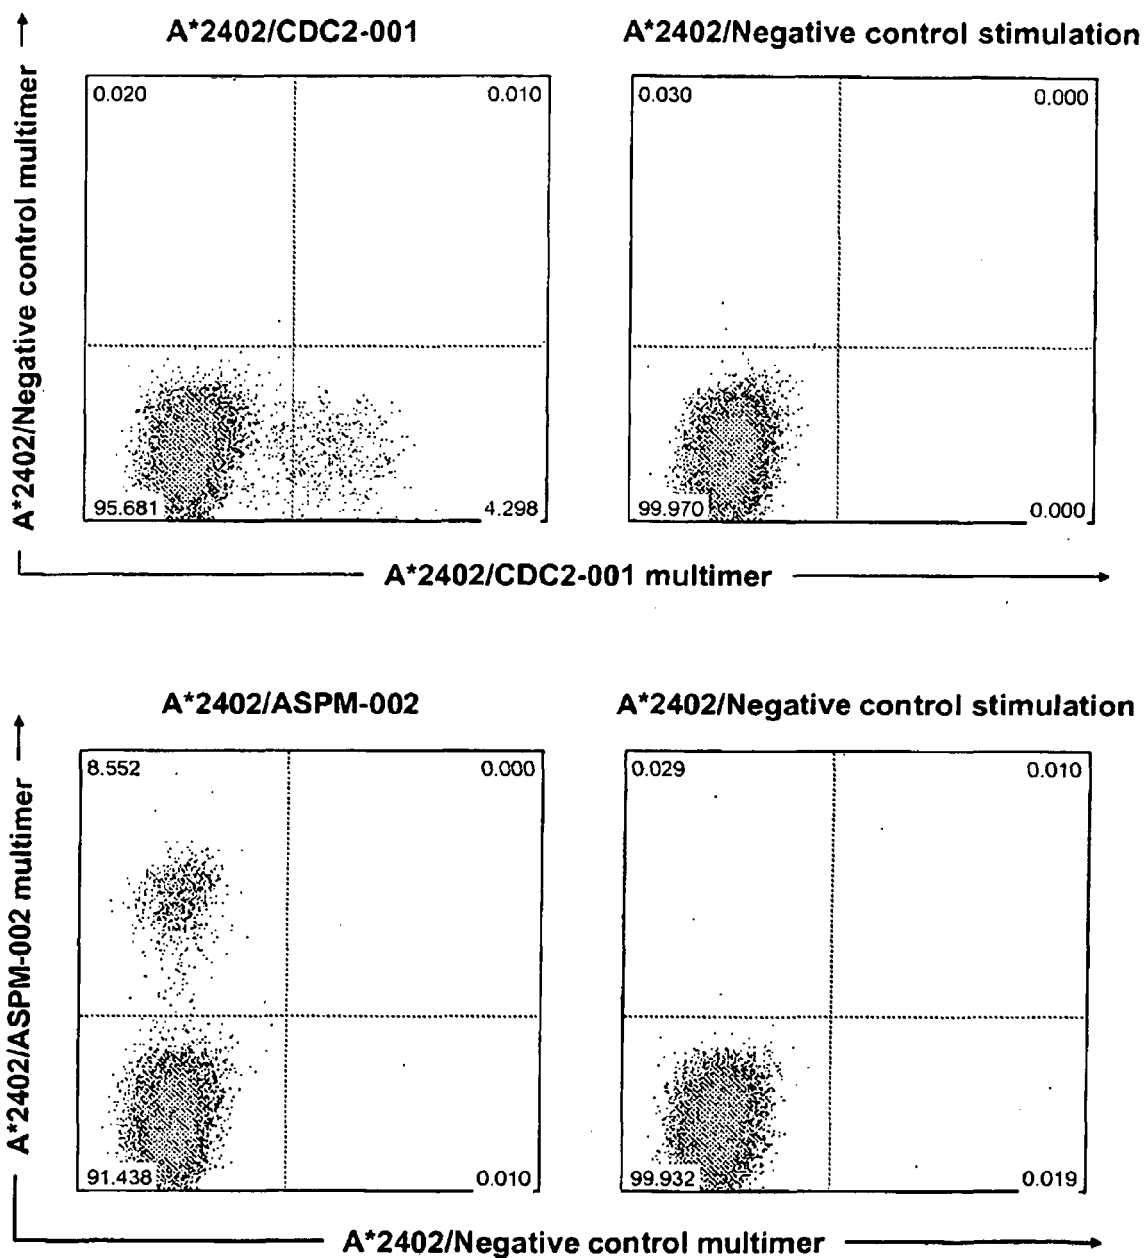 A*2402/CDC2-001
A*2402/Negative control stimulation
A*2402/Negative control multimer
0.020
0.010
95.681
4.298
0.030
0.000
99.970
0.000
A*2402/CDC2-001 multimer
A*2402/ASPM-002
A*2402/Negative control stimulation
A*2402/ASPM-002 multimer
8.552
0.000
91.438
0.010
0.029
0.010
99.932
0.019
A*2402/Negative control multimer